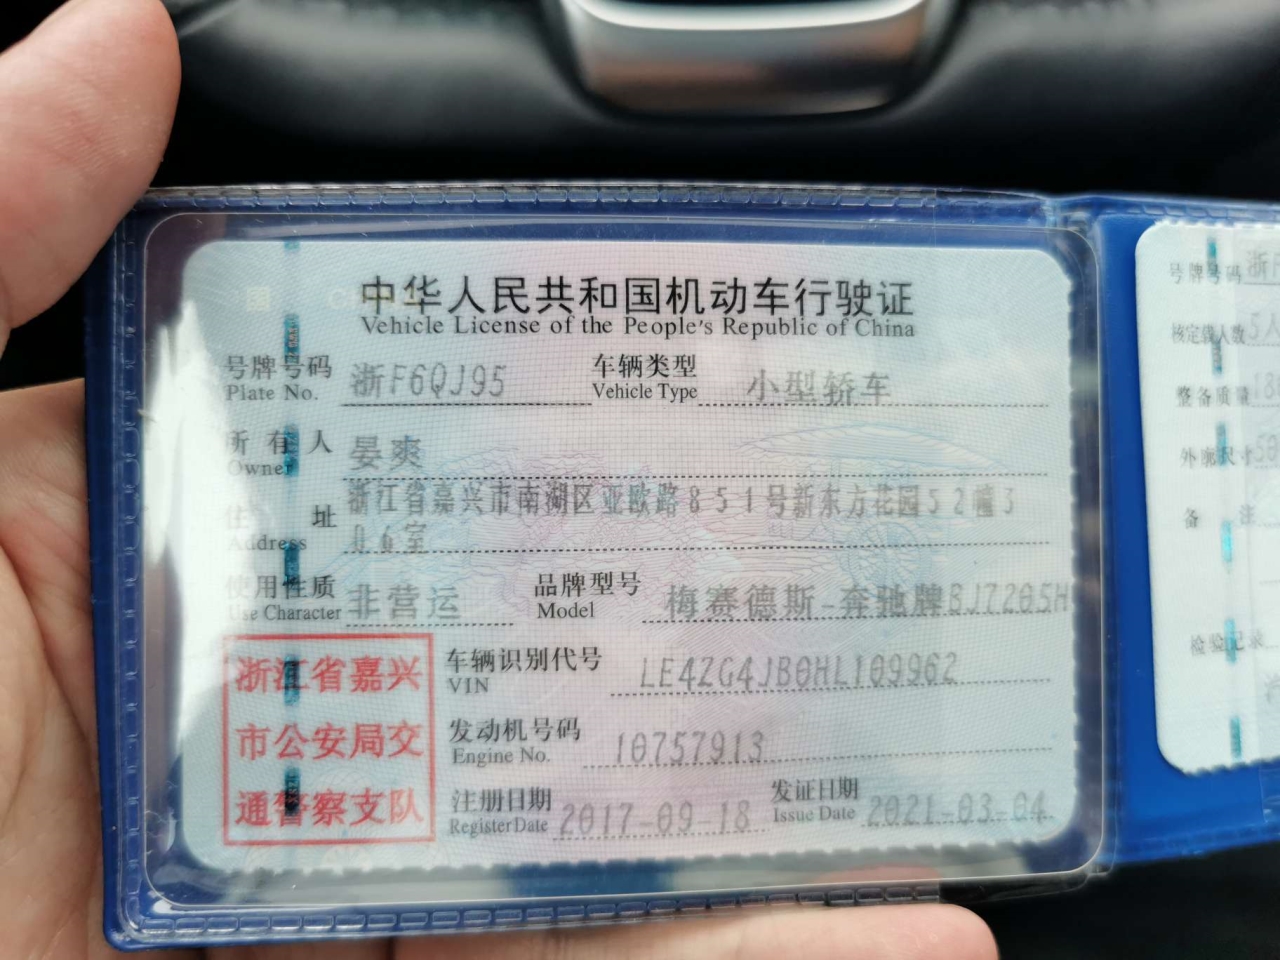 中华人民共和国机动车行驶证
Vehicle License of the People's Republic of China
号牌号码 浙F6QJ95 车辆类型 小型轿车
Plate No. Vehicle Type
所有人 晏爽
Owner
住址 浙江省嘉兴市南湖区亚欧路851号新东方花园52幢3
Address 06室
使用性质 非营运 品牌型号 梅赛德斯-奔驰牌BJ7205H
Use Character Model
浙江省嘉兴
市公安局交
通警察支队
车辆识别代号 LE4ZG4JB0HL109962
VIN
发动机号码 10757913
Engine No.
注册日期 2017-09-18 发证日期 2021-03-04
Register Date Issue Date
号牌号码 浙F
核定载人数 5人
整备质量 18
外廓尺寸 50
备注
检验记录